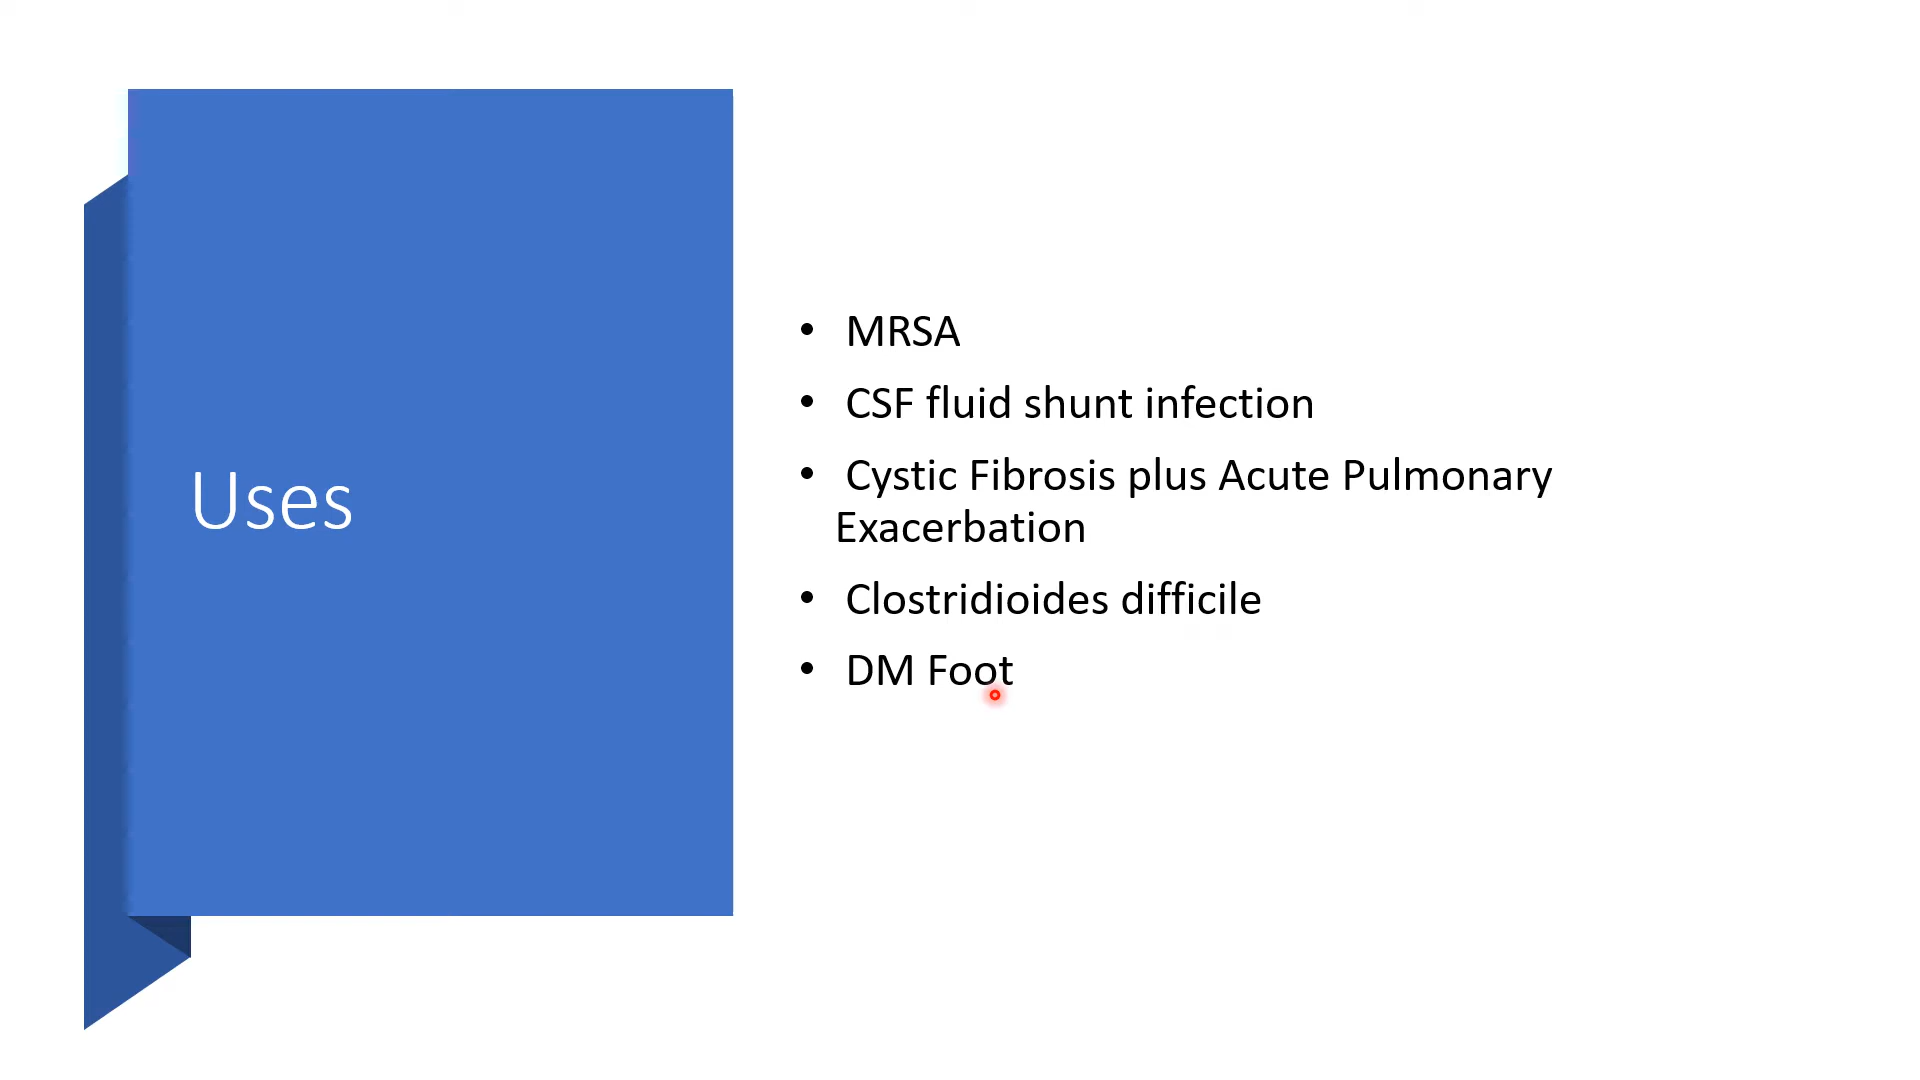 Uses
• MRSA
• CSF fluid shunt infection
• Cystic Fibrosis plus Acute Pulmonary
Exacerbation
• Clostridioides difficile
• DM Foot